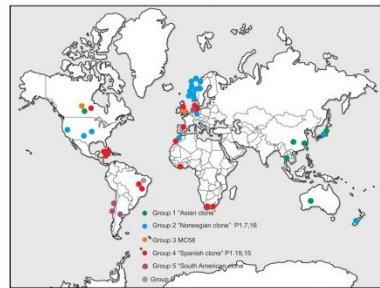 Group 1 "Asian clone"
Group 2 "Norwegian clone" P1.7,16
Group 3 MC58
Group 4 "Spanish clone" P1.19,15
Group 5 "South American clone"
Group 6